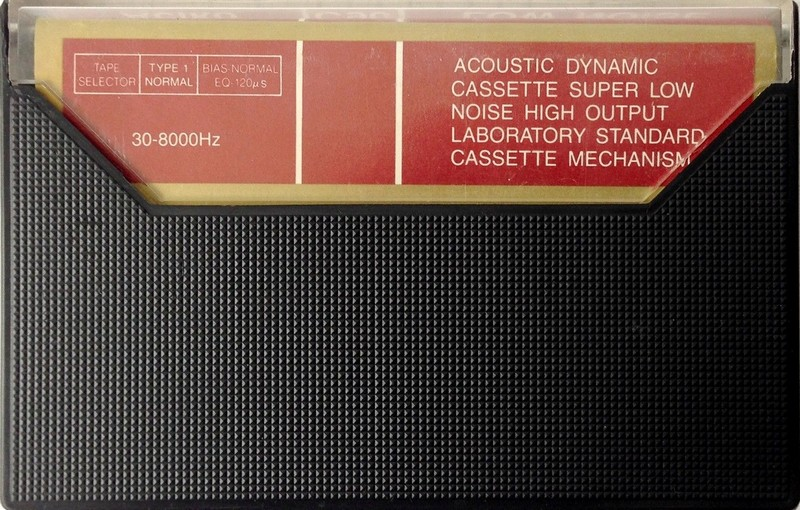 TAPE SELECTOR
TYPE 1 NORMAL
BIAS NORMAL
EQ-120µs
30-8000Hz
ACOUSTIC DYNAMIC
CASSETTE SUPER LOW
NOISE HIGH OUTPUT
LABORATORY STANDARD
CASSETTE MECHANISM